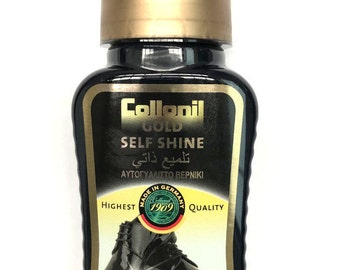 Collonil
GOLD
SELF SHINE
تلميع ذاتي
ΑΥΤΟΓΥΑΛΙΣΤΟ ΒΕΡΝΙΚΙ
MADE IN GERMANY
HIGHEST
1909
QUALITY